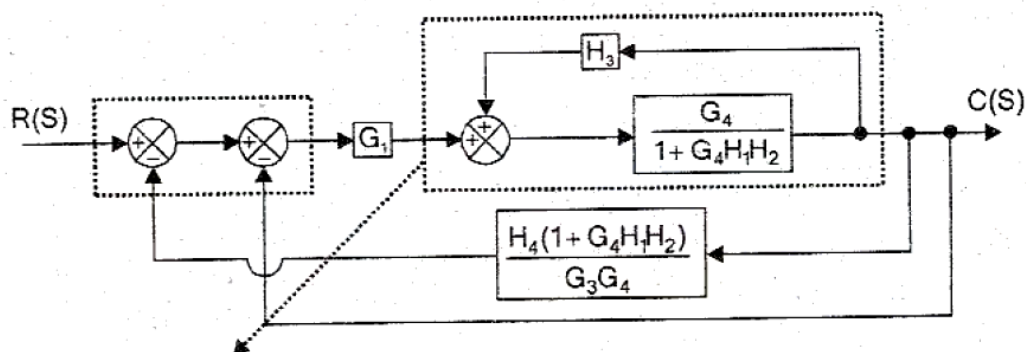 H₃
R(S)
+
−
+
−
G₁
+
+
G₄
1 + G₄H₁H₂
C(S)
H₄(1 + G₄H₁H₂)
G₃G₄